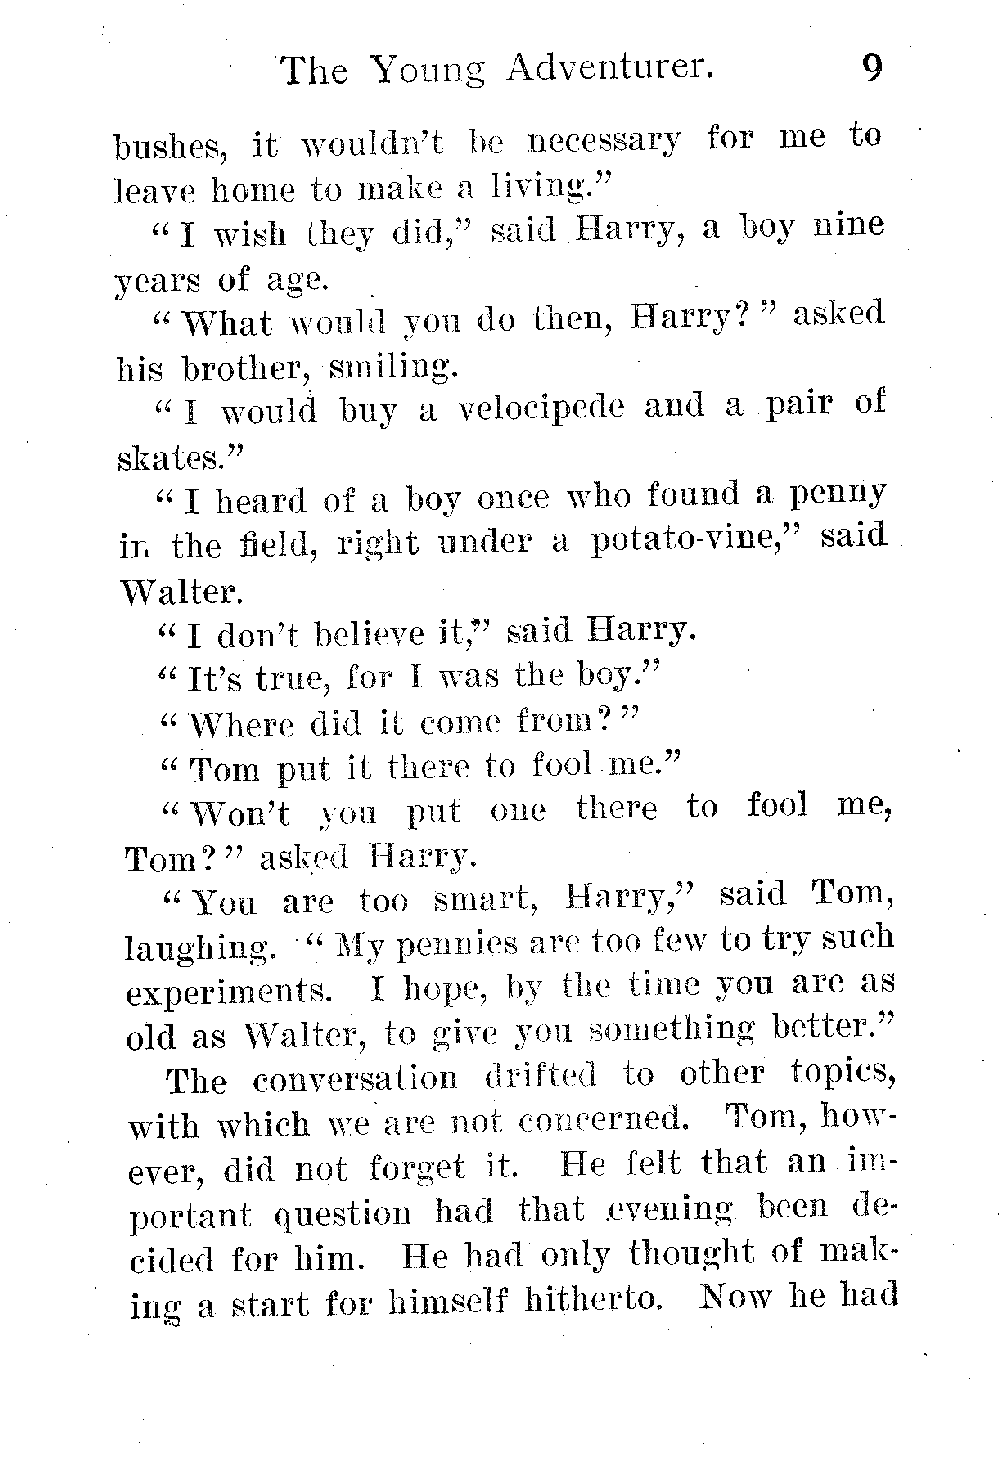 The Young Adventurer. 9
bushes, it wouldn't be necessary for me to
leave home to make a living."
"I wish they did," said Harry, a boy nine
years of age.
"What would you do then, Harry?" asked
his brother, smiling.
"I would buy a velocipede and a pair of
skates."
"I heard of a boy once who found a penny
in the field, right under a potato-vine," said
Walter.
"I don't believe it," said Harry.
"It's true, for I was the boy."
"Where did it come from?"
"Tom put it there to fool me."
"Won't you put one there to fool me,
Tom?" asked Harry.
"You are too smart, Harry," said Tom,
laughing. "My pennies are too few to try such
experiments. I hope, by the time you are as
old as Walter, to give you something better."
The conversation drifted to other topics,
with which we are not concerned. Tom, how-
ever, did not forget it. He felt that an im-
portant question had that evening been de-
cided for him. He had only thought of mak-
ing a start for himself hitherto. Now he had